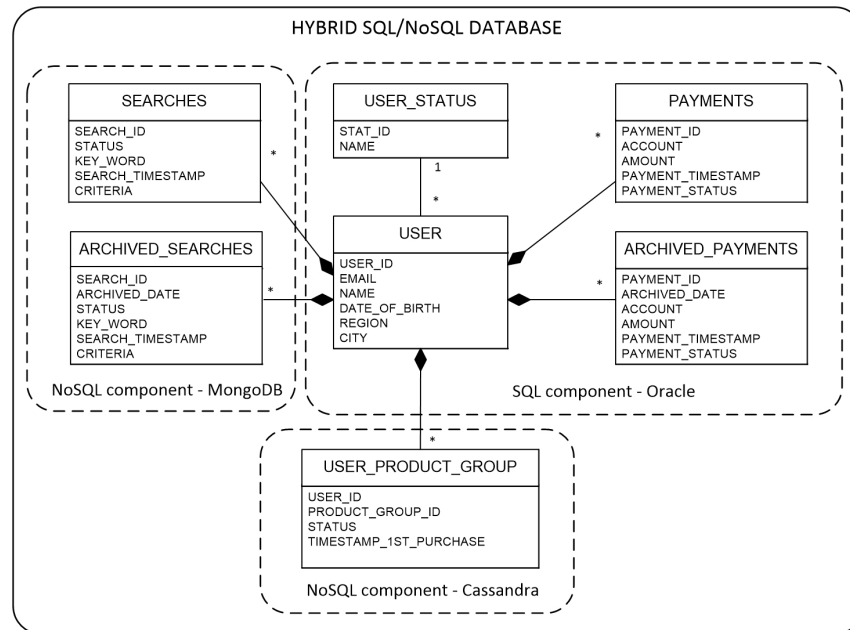 HYBRID SQL/NoSQL DATABASE
SEARCHES
SEARCH_ID
STATUS
KEY_WORD
SEARCH_TIMESTAMP
CRITERIA
*
ARCHIVED_SEARCHES
SEARCH_ID
ARCHIVED_DATE
STATUS
KEY_WORD
SEARCH_TIMESTAMP
CRITERIA
*
NoSQL component - MongoDB
USER_STATUS
STAT_ID
NAME
1
*
USER
USER_ID
EMAIL
NAME
DATE_OF_BIRTH
REGION
CITY
PAYMENTS
PAYMENT_ID
ACCOUNT
AMOUNT
PAYMENT_TIMESTAMP
PAYMENT_STATUS
*
ARCHIVED_PAYMENTS
PAYMENT_ID
ARCHIVED_DATE
ACCOUNT
AMOUNT
PAYMENT_TIMESTAMP
PAYMENT_STATUS
*
SQL component - Oracle
*
USER_PRODUCT_GROUP
USER_ID
PRODUCT_GROUP_ID
STATUS
TIMESTAMP_1ST_PURCHASE
NoSQL component - Cassandra